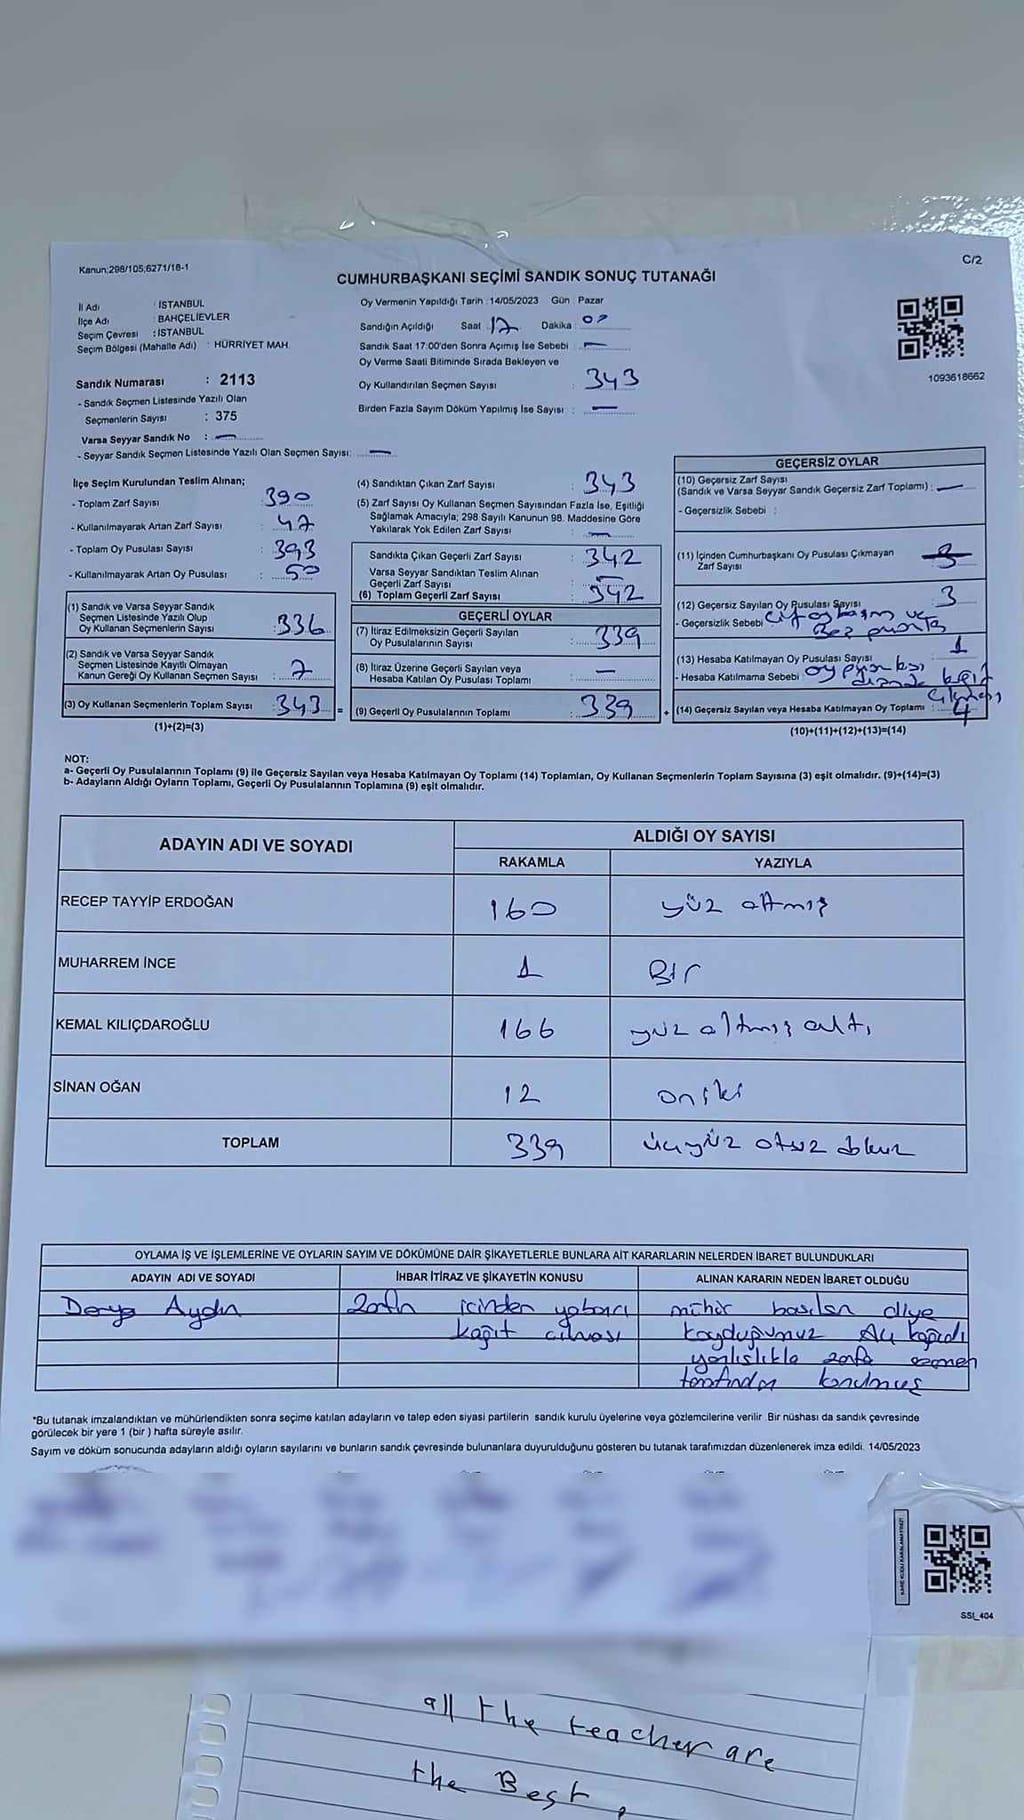 Kanun:298/105;6271/18-1
C/2
CUMHURBAŞKANI SEÇİMİ SANDIK SONUÇ TUTANAĞI
İl Adı : İSTANBUL
İlçe Adı : BAHÇELİEVLER
Seçim Çevresi : İSTANBUL
Seçim Bölgesi (Mahalle Adı) : HÜRRİYET MAH.
Oy Vermenin Yapıldığı Tarih :14/05/2023 Gün : Pazar
Sandığın Açıldığı Saat 17 Dakika :
Sandık Saat 17:00'den Sonra Açımış İse Sebebi : —
Oy Verme Saati Bitiminde Sırada Bekleyen ve
Oy Kullandırılan Seçmen Sayısı : 343
Birden Fazla Sayım Döküm Yapılmış İse Sayısı : —
1093618662
Sandık Numarası : 2113
- Sandık Seçmen Listesinde Yazılı Olan
Seçmenlerin Sayısı : 375
Varsa Seyyar Sandık No : —
- Seyyar Sandık Seçmen Listesinde Yazılı Olan Seçmen Sayısı: —
İlçe Seçim Kurulundan Teslim Alınan;
- Toplam Zarf Sayısı : 390
- Kullanılmayarak Artan Zarf Sayısı : 47
- Toplam Oy Pusulası Sayısı : 393
- Kullanılmayarak Artan Oy Pusulası : 50
(1) Sandık ve Varsa Seyyar Sandık
Seçmen Listesinde Yazılı Olup
Oy Kullanan Seçmenlerin Sayısı : 336
(2) Sandık ve Varsa Seyyar Sandık
Seçmen Listesinde Kayıtlı Olmayan
Kanun Gereği Oy Kullanan Seçmen Sayısı : 7
(3) Oy Kullanan Seçmenlerin Toplam Sayısı : 343 =
(1)+(2)=(3)
(4) Sandıktan Çıkan Zarf Sayısı : 343
(5) Zarf Sayısı Oy Kullanan Seçmen Sayısından Fazla İse, Eşitliği
Sağlamak Amacıyla; 298 Sayılı Kanunun 98. Maddesine Göre
Yakılarak Yok Edilen Zarf Sayısı : —
Sandıkta Çıkan Geçerli Zarf Sayısı : 342
Varsa Seyyar Sandıktan Teslim Alınan
Geçerli Zarf Sayısı : —
(6) Toplam Geçerli Zarf Sayısı : 342
GEÇERLİ OYLAR
(7) İtiraz Edilmeksizin Geçerli Sayılan
Oy Pusulalarının Sayısı : 339
(8) İtiraz Üzerine Geçerli Sayılan veya
Hesaba Katılan Oy Pusulası Toplamı : —
(9) Geçerli Oy Pusulalarının Toplamı : 339 +
GEÇERSİZ OYLAR
(10) Geçersiz Zarf Sayısı
(Sandık ve Varsa Seyyar Sandık Geçersiz Zarf Toplamı) : —
- Geçersizlik Sebebi :
(11) İçinden Cumhurbaşkanı Oy Pusulası Çıkmayan
Zarf Sayısı
(12) Geçersiz Sayılan Oy Pusulası Sayısı : 3
- Geçersizlik Sebebi Çift oy basım ve
(13) Hesaba Katılmayan Oy Pusulası Sayısı : 1
- Hesaba Katılmama Sebebi oy pusulası
dışında kağıt
çıkması
(14) Geçersiz Sayılan veya Hesaba Katılmayan Oy Toplamı : 4
(10)+(11)+(12)+(13)=(14)
NOT:
a- Geçerli Oy Pusulalarının Toplamı (9) ile Geçersiz Sayılan veya Hesaba Katılmayan Oy Toplamı (14) Toplamları, Oy Kullanan Seçmenlerin Toplam Sayısına (3) eşit olmalıdır. (9)+(14)=(3)
b- Adayların Aldığı Oyların Toplamı, Geçerli Oy Pusulalarının Toplamına (9) eşit olmalıdır.
ADAYIN ADI VE SOYADI
ALDIĞI OY SAYISI
RAKAMLA YAZIYLA
RECEP TAYYİP ERDOĞAN 160 yüz altmış
MUHARREM İNCE 1 Bir
KEMAL KILIÇDAROĞLU 166 yüz altmış altı
SİNAN OĞAN 12 oniki
TOPLAM 339 üçyüz otuz dokuz
OYLAMA İŞ VE İŞLEMLERİNE VE OYLARIN SAYIM VE DÖKÜMÜNE DAİR ŞİKAYETLERLE BUNLARA AİT KARARLARIN NELERDEN İBARET BULUNDUKLARI
ADAYIN ADI VE SOYADI İHBAR İTİRAZ VE ŞİKAYETİN KONUSU ALINAN KARARIN NEDEN İBARET OLDUĞU
Derya Aydın Zarfın içinden yabancı mühür basılsın diye
kağıt çıkması koyduğumuz A4 kağıdı
yanlışlıkla zarfa seçmen
tarafından konulmuş
*Bu tutanak imzalandıktan ve mühürlendikten sonra seçime katılan adayların ve talep eden siyasi partilerin sandık kurulu üyelerine veya gözlemcilerine verilir. Bir nüshası da sandık çevresinde
görülecek bir yere 1 (bir ) hafta süreyle asılır.
Sayım ve döküm sonucunda adayların aldığı oyların sayılarını ve bunların sandık çevresinde bulunanlara duyurulduğunu gösteren bu tutanak tarafımızdan düzenlenerek imza edildi. 14/05/2023
SSI_404
all the teacher are
the Best.